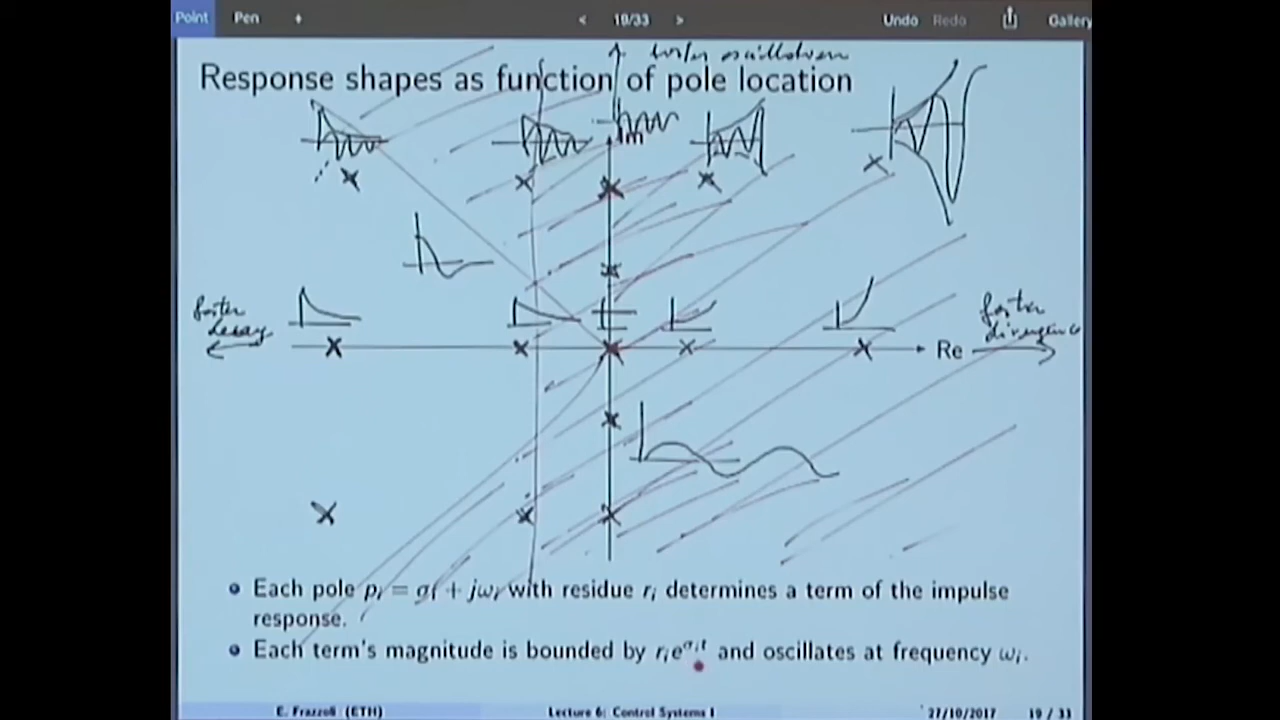 Point Pen < 18/33 > Undo Redo Gallery
faster oscillations
Response shapes as function of pole location
Im
faster
decay
faster
divergence
Re
Each pole pᵢ = σᵢ + jωᵢ with residue rᵢ determines a term of the impulse
response.
Each term's magnitude is bounded by rᵢe^σᵢt and oscillates at frequency ωᵢ.
E. Frazzoli (ETH) Lecture 6: Control Systems I 27/10/2017 19 / 33